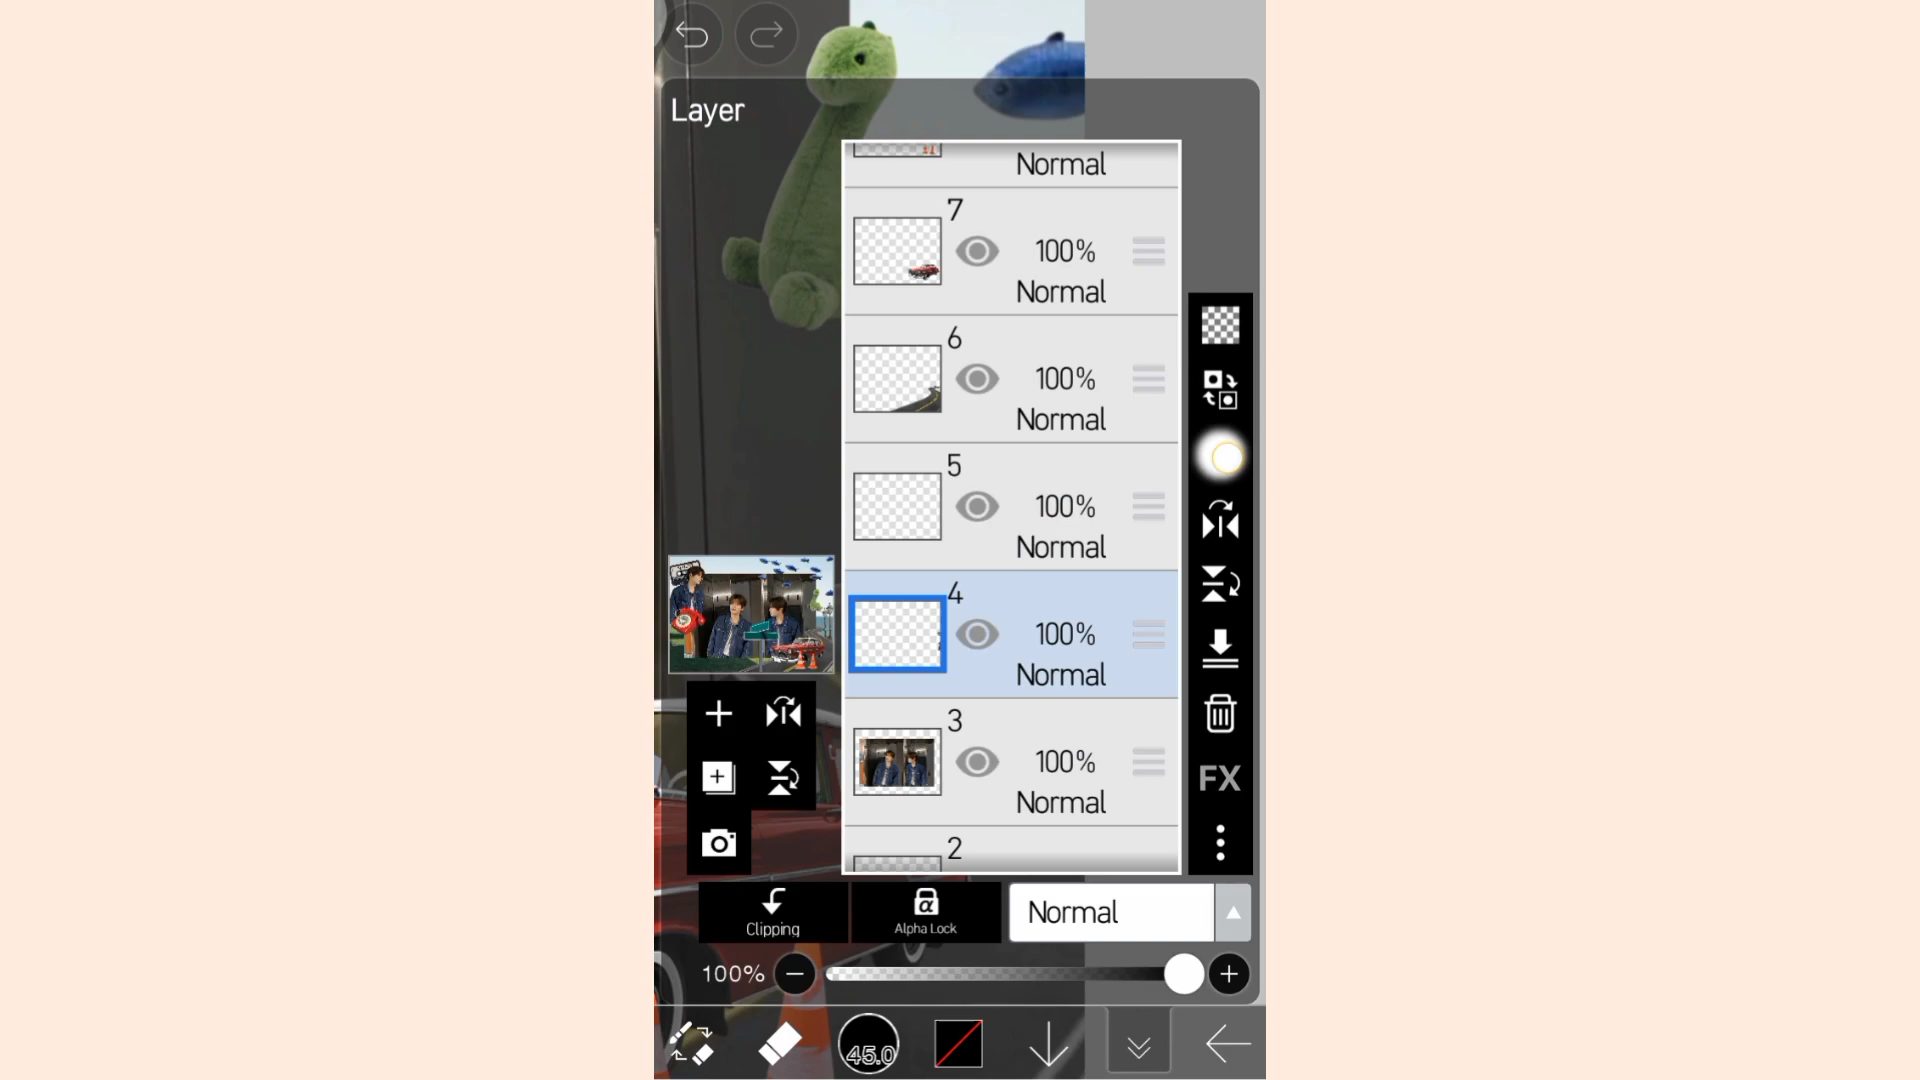 Layer
Normal
7
100%
Normal
6
100%
Normal
5
100%
Normal
4
100%
Normal
3
100%
Normal
2
FX
Clipping
α
Alpha Lock
Normal
100%
45.0